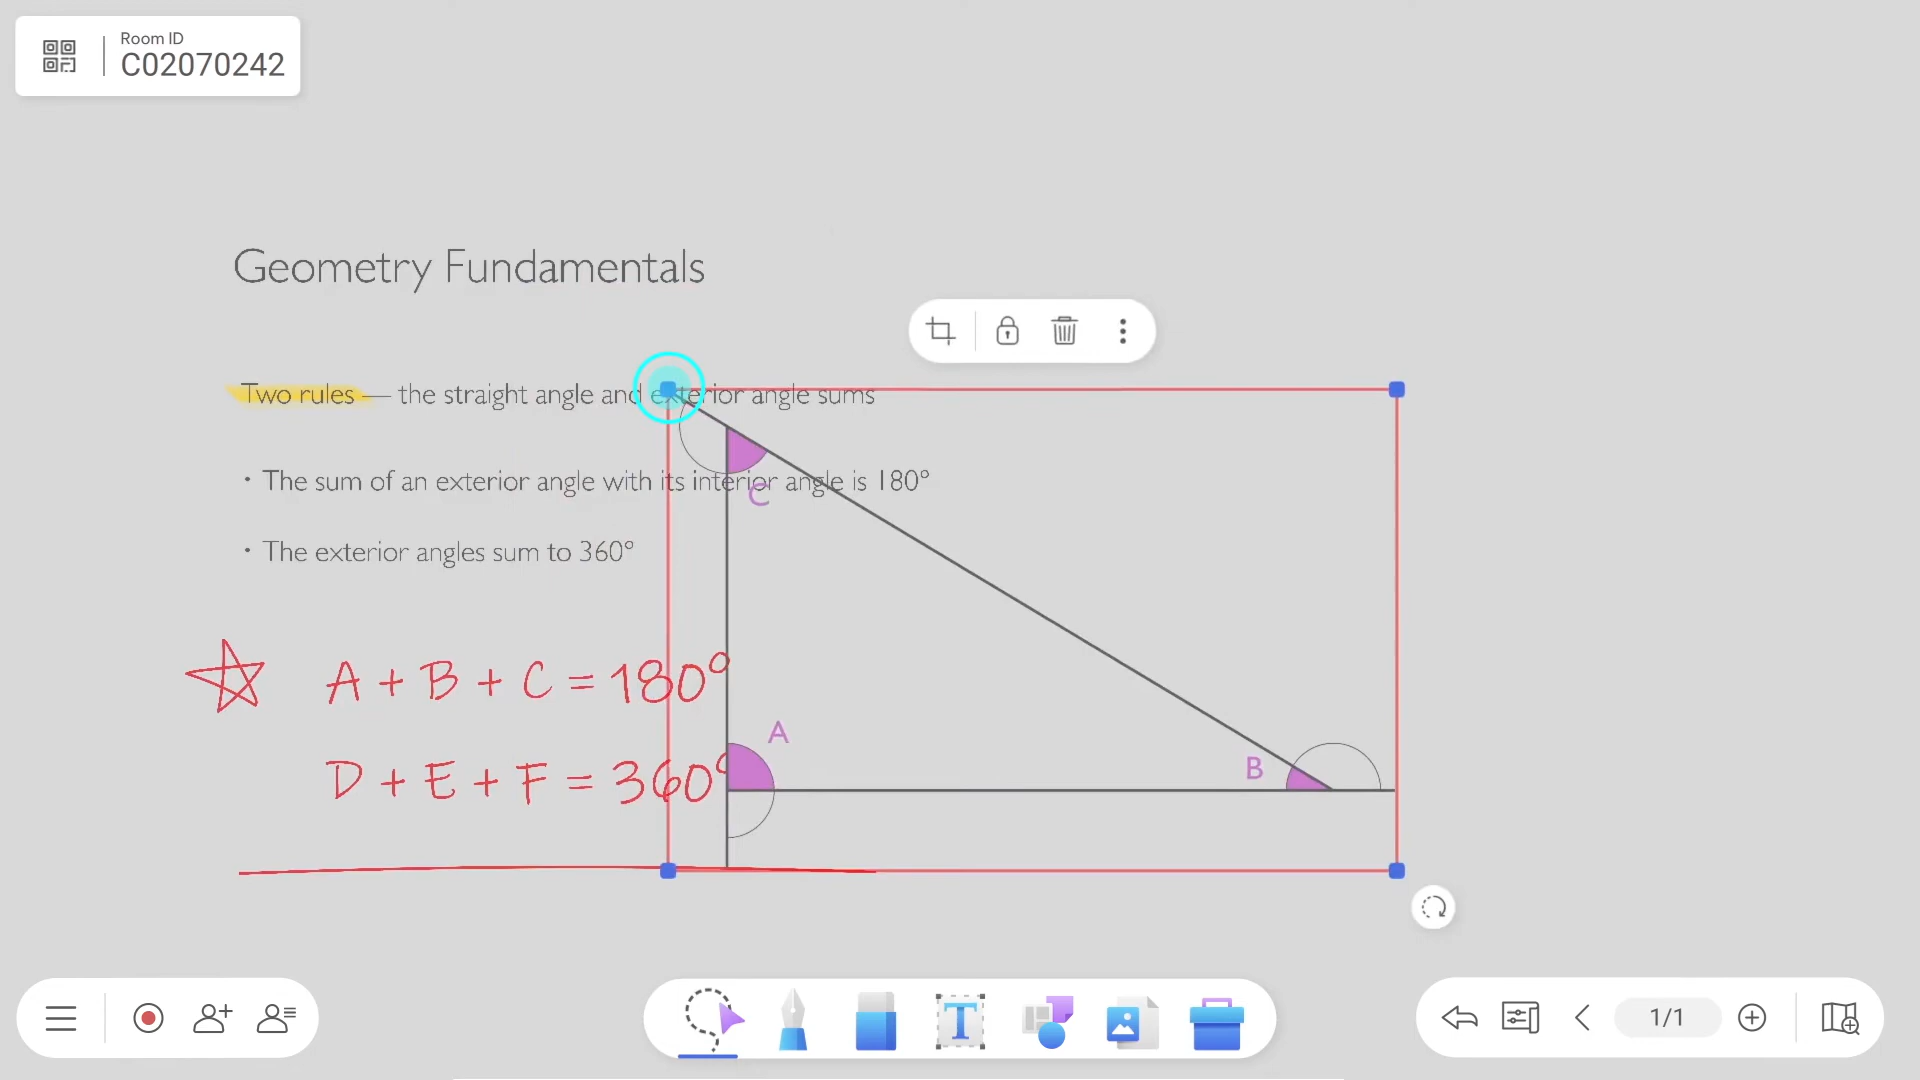 Room ID
C02070242
Geometry Fundamentals
Two rules — the straight angle and exterior angle sums
C
• The sum of an exterior angle with its interior angle is 180°
• The exterior angles sum to 360°
A + B + C = 180°
A
B
D + E + F = 360°
T
1/1